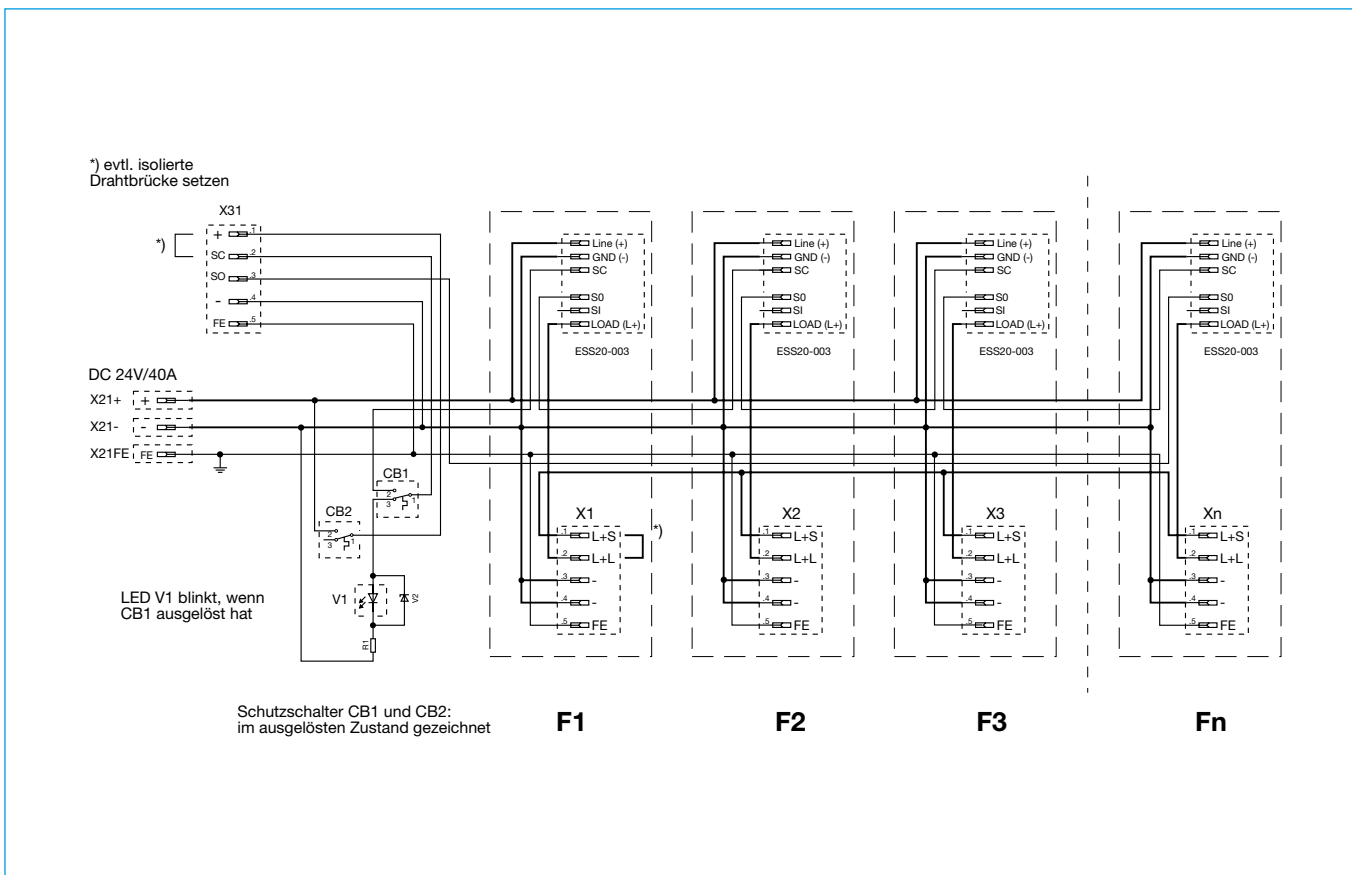 *) evtl. isolierte
Drahtbrücke setzen
X31
*)
+ .1
SC .2
SO .3
- .4
FE .5
DC 24V/40A
X21+ +
X21- -
X21FE FE
CB1
2
3
1
CB2
2
3
1
V1
V2
R1
LED V1 blinkt, wenn
CB1 ausgelöst hat
Schutzschalter CB1 und CB2:
im ausgelösten Zustand gezeichnet
Line (+)
GND (-)
SC
S0
SI
LOAD (L+)
ESS20-003
X1
.1 L+S
*)
.2 L+L
.3 -
.4 -
.5 FE
F1
Line (+)
GND (-)
SC
S0
SI
LOAD (L+)
ESS20-003
X2
.1 L+S
.2 L+L
.3 -
.4 -
.5 FE
F2
Line (+)
GND (-)
SC
S0
SI
LOAD (L+)
ESS20-003
X3
.1 L+S
.2 L+L
.3 -
.4 -
.5 FE
F3
Line (+)
GND (-)
SC
S0
SI
LOAD (L+)
ESS20-003
Xn
.1 L+S
.2 L+L
.3 -
.4 -
.5 FE
Fn